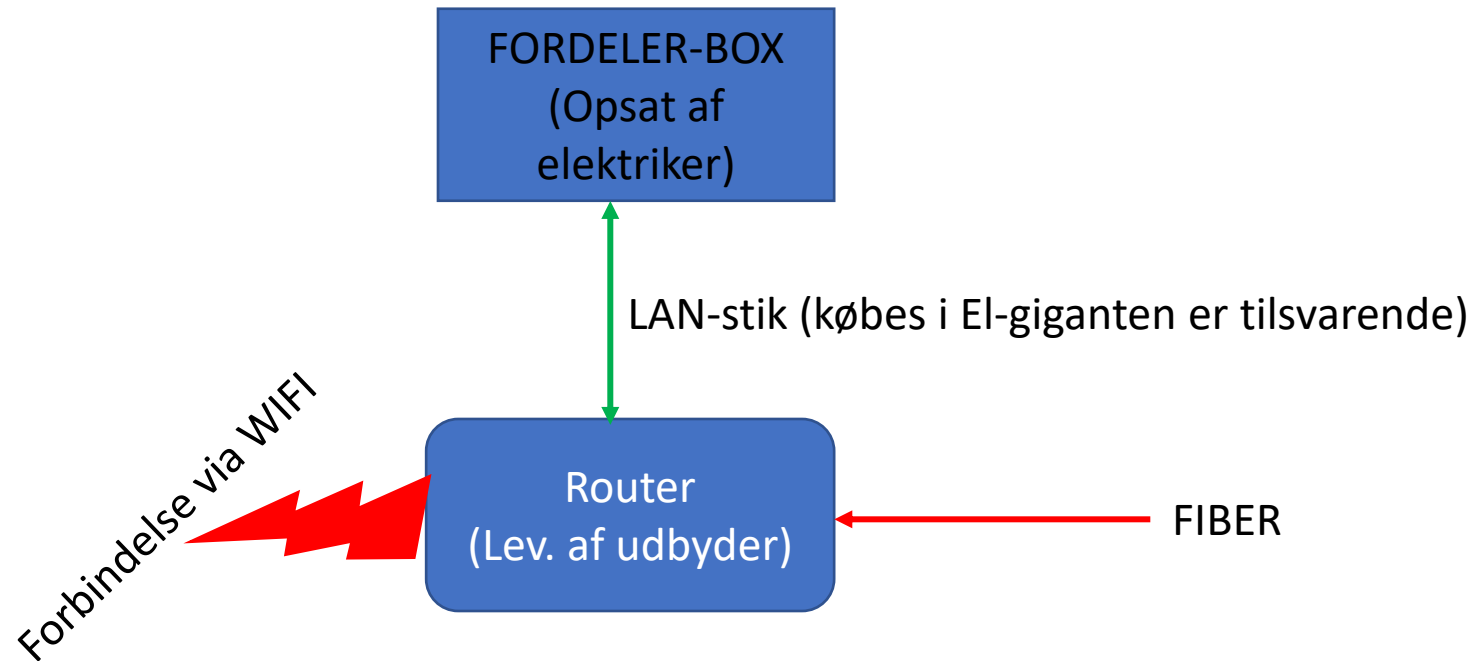 FORDELER-BOX
(Opsat af
elektriker)
LAN-stik (købes i El-giganten er tilsvarende)
Forbindelse via WIFI
Router
(Lev. af udbyder)
FIBER